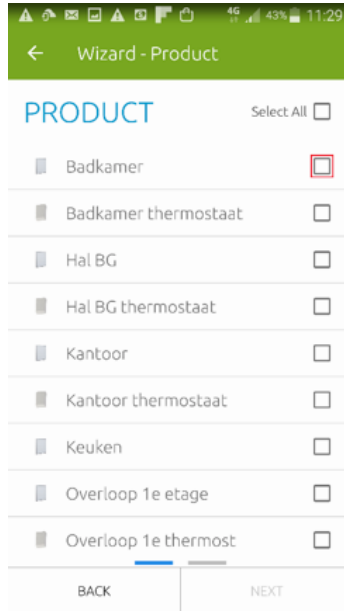 4G 43% 11:29
Wizard - Product
PRODUCT Select All
Badkamer
Badkamer thermostaat
Hal BG
Hal BG thermostaat
Kantoor
Kantoor thermostaat
Keuken
Overloop 1e etage
Overloop 1e thermost
BACK NEXT